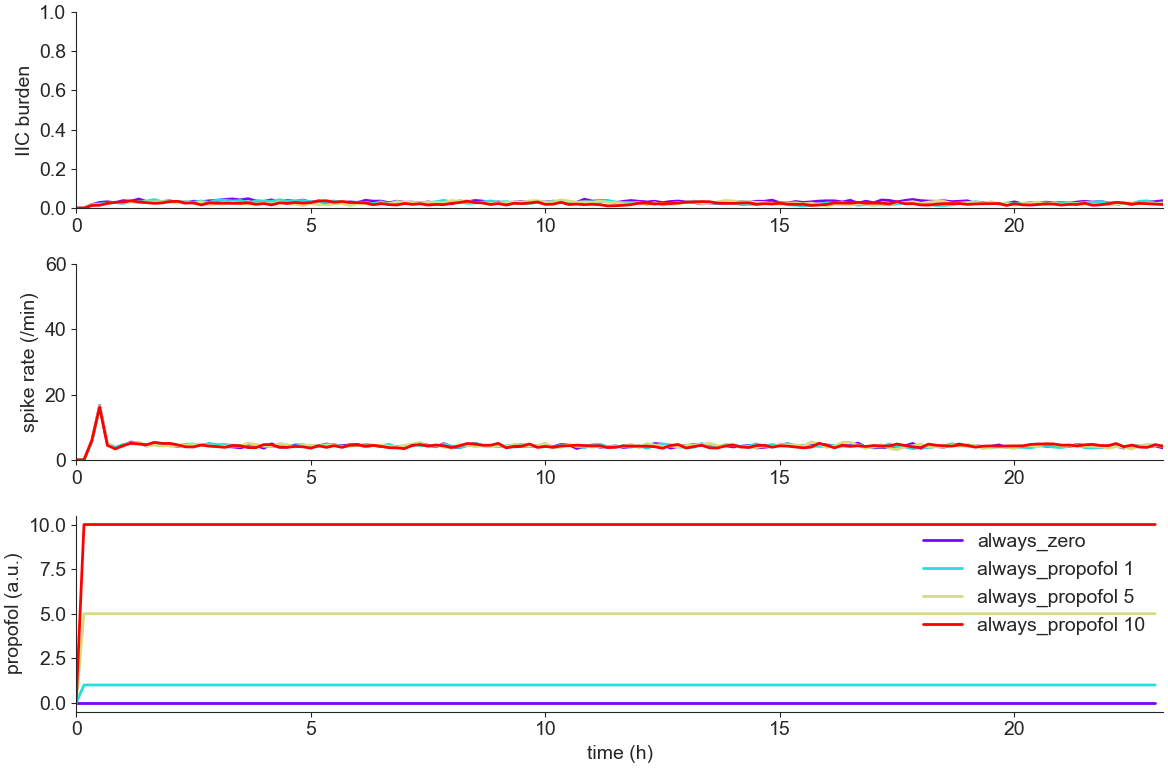 1.0
0.8
0.6
0.4
0.2
0.0
IIC burden
0 5 10 15 20
60
40
20
0
spike rate (/min)
0 5 10 15 20
10.0
7.5
5.0
2.5
0.0
propofol (a.u.)
always_zero
always_propofol 1
always_propofol 5
always_propofol 10
0 5 10 15 20
time (h)